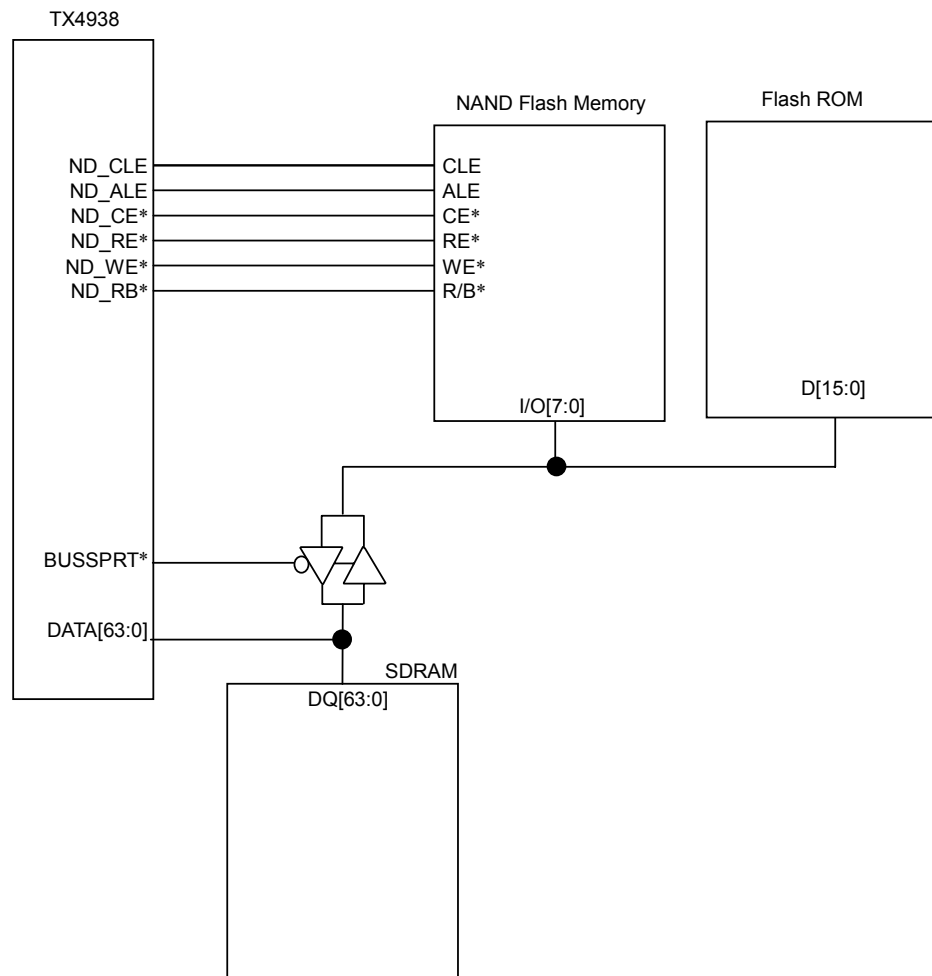 TX4938
NAND Flash Memory
Flash ROM
ND_CLE
CLE
ND_ALE
ALE
ND_CE*
CE*
ND_RE*
RE*
ND_WE*
WE*
ND_RB*
R/B*
D[15:0]
I/O[7:0]
BUSSPRT*
DATA[63:0]
SDRAM
DQ[63:0]